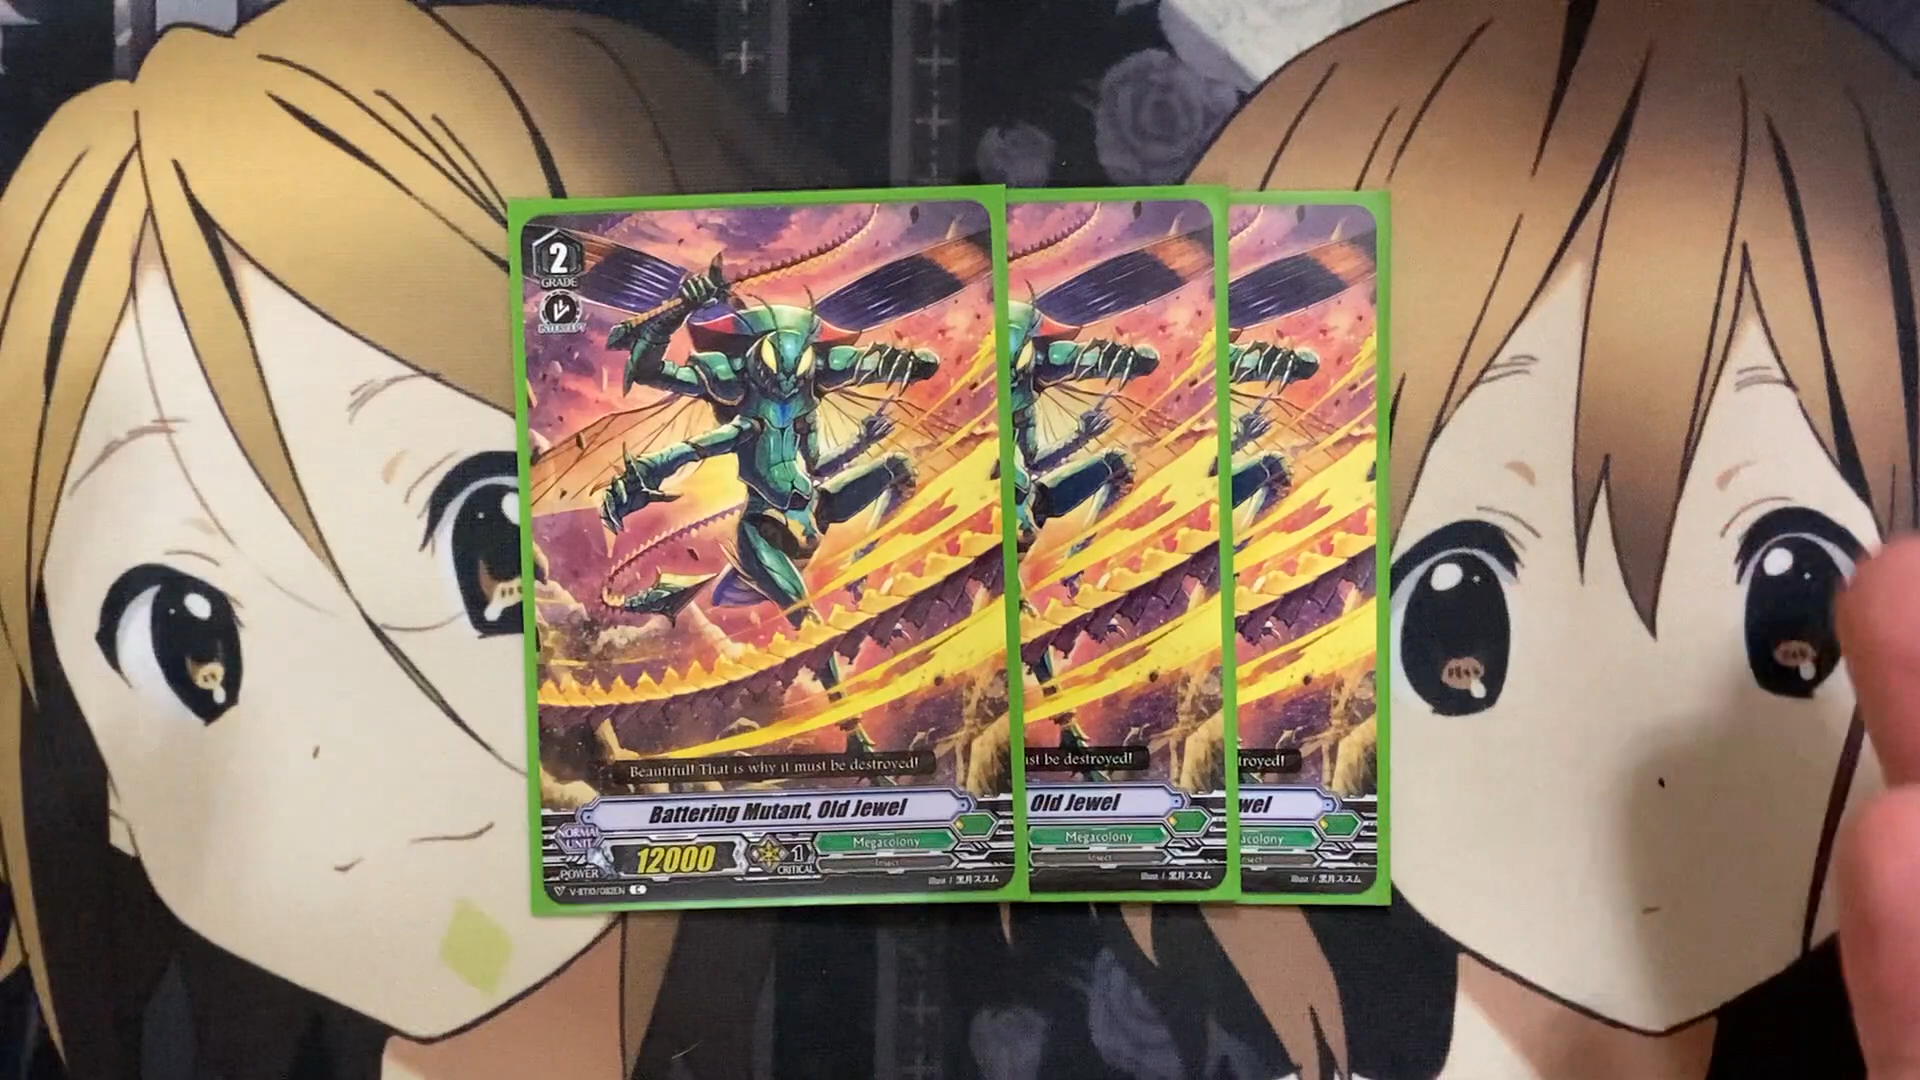 2
GRADE
INTERCEPT
Beautiful! That is why it must be destroyed!
Battering Mutant, Old Jewel
NORMAL UNIT
POWER 12000
1
CRITICAL
Megacolony
Insect
V-BT10/082EN C
Illust / 黒月ススム
ist be destroyed!
Old Jewel
Megacolony
Insect
Illust / 黒月ススム
troyed!
wel
acolony
Illust / 黒月ススム